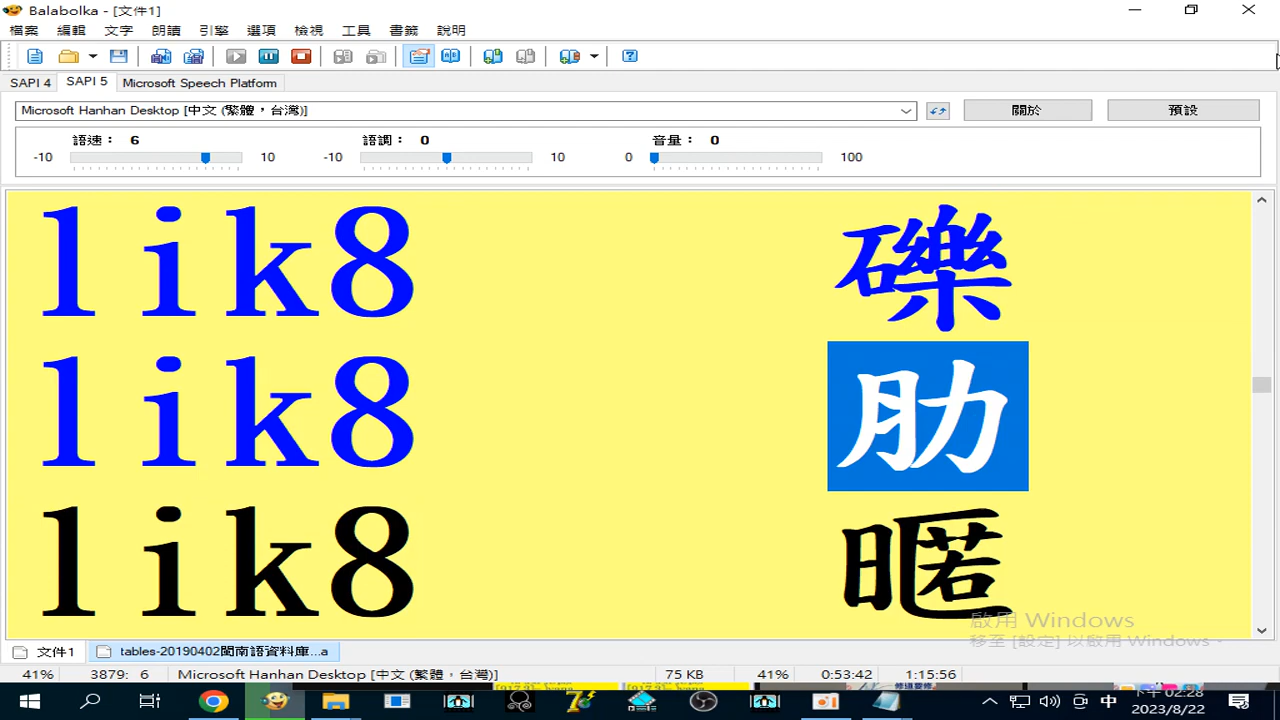 Balabolka - [文件1]
檔案 編輯 文字 朗讀 引擎 選項 檢視 工具 書籤 說明
SAPI 4 SAPI 5 Microsoft Speech Platform
Microsoft Hanhan Desktop [中文 (繁體，台灣)] 關於 預設
語速： 6 語調： 0 音量： 0
-10 10 -10 10 0 100
lik8 礫
lik8 肋
lik8 暱
啟用 Windows
移至 [設定] 以啟用 Windows。
文件1 tables-20190402閩南語資料庫...a
41% 3879: 6 Microsoft Hanhan Desktop [中文 (繁體，台灣)] 75 KB 41% 0:53:42 1:15:56
中 下午 02:28
2023/8/22